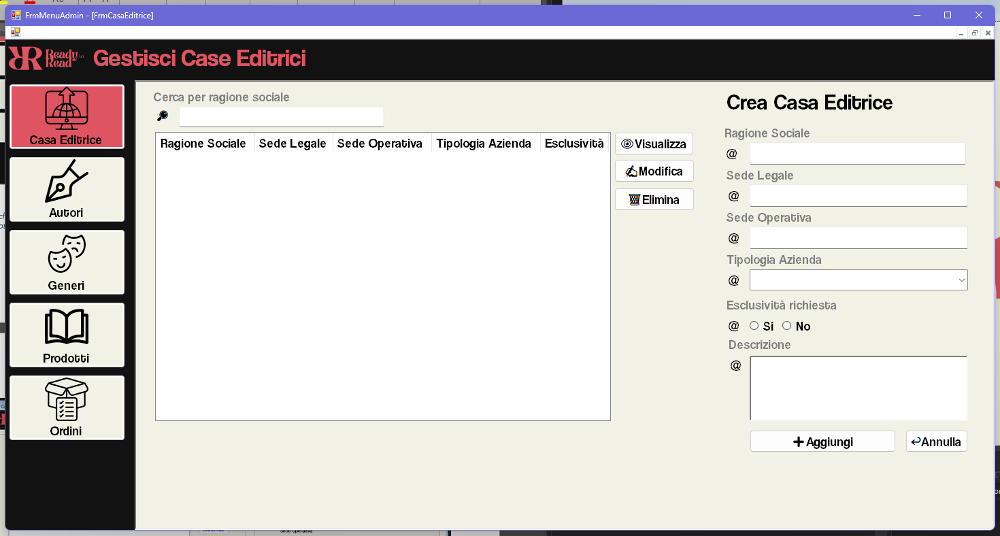 FrmMenuAdmin - [FrmCasaEditrice]
Ready to Read
Gestisci Case Editrici
Casa Editrice
Autori
Generi
Prodotti
Ordini
Cerca per ragione sociale
Ragione Sociale Sede Legale Sede Operativa Tipologia Azienda Esclusività
Visualizza
Modifica
Elimina
Crea Casa Editrice
Ragione Sociale
@
Sede Legale
@
Sede Operativa
@
Tipologia Azienda
@
Esclusività richiesta
@ Si No
Descrizione
@
Aggiungi Annulla